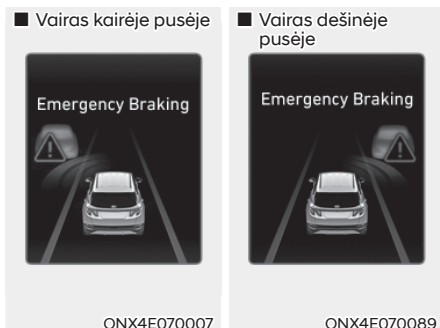 ■ Vairas kairėje pusėje
■ Vairas dešinėje
pusėje
Emergency Braking
Emergency Braking
ONX4E070007
ONX4E070089